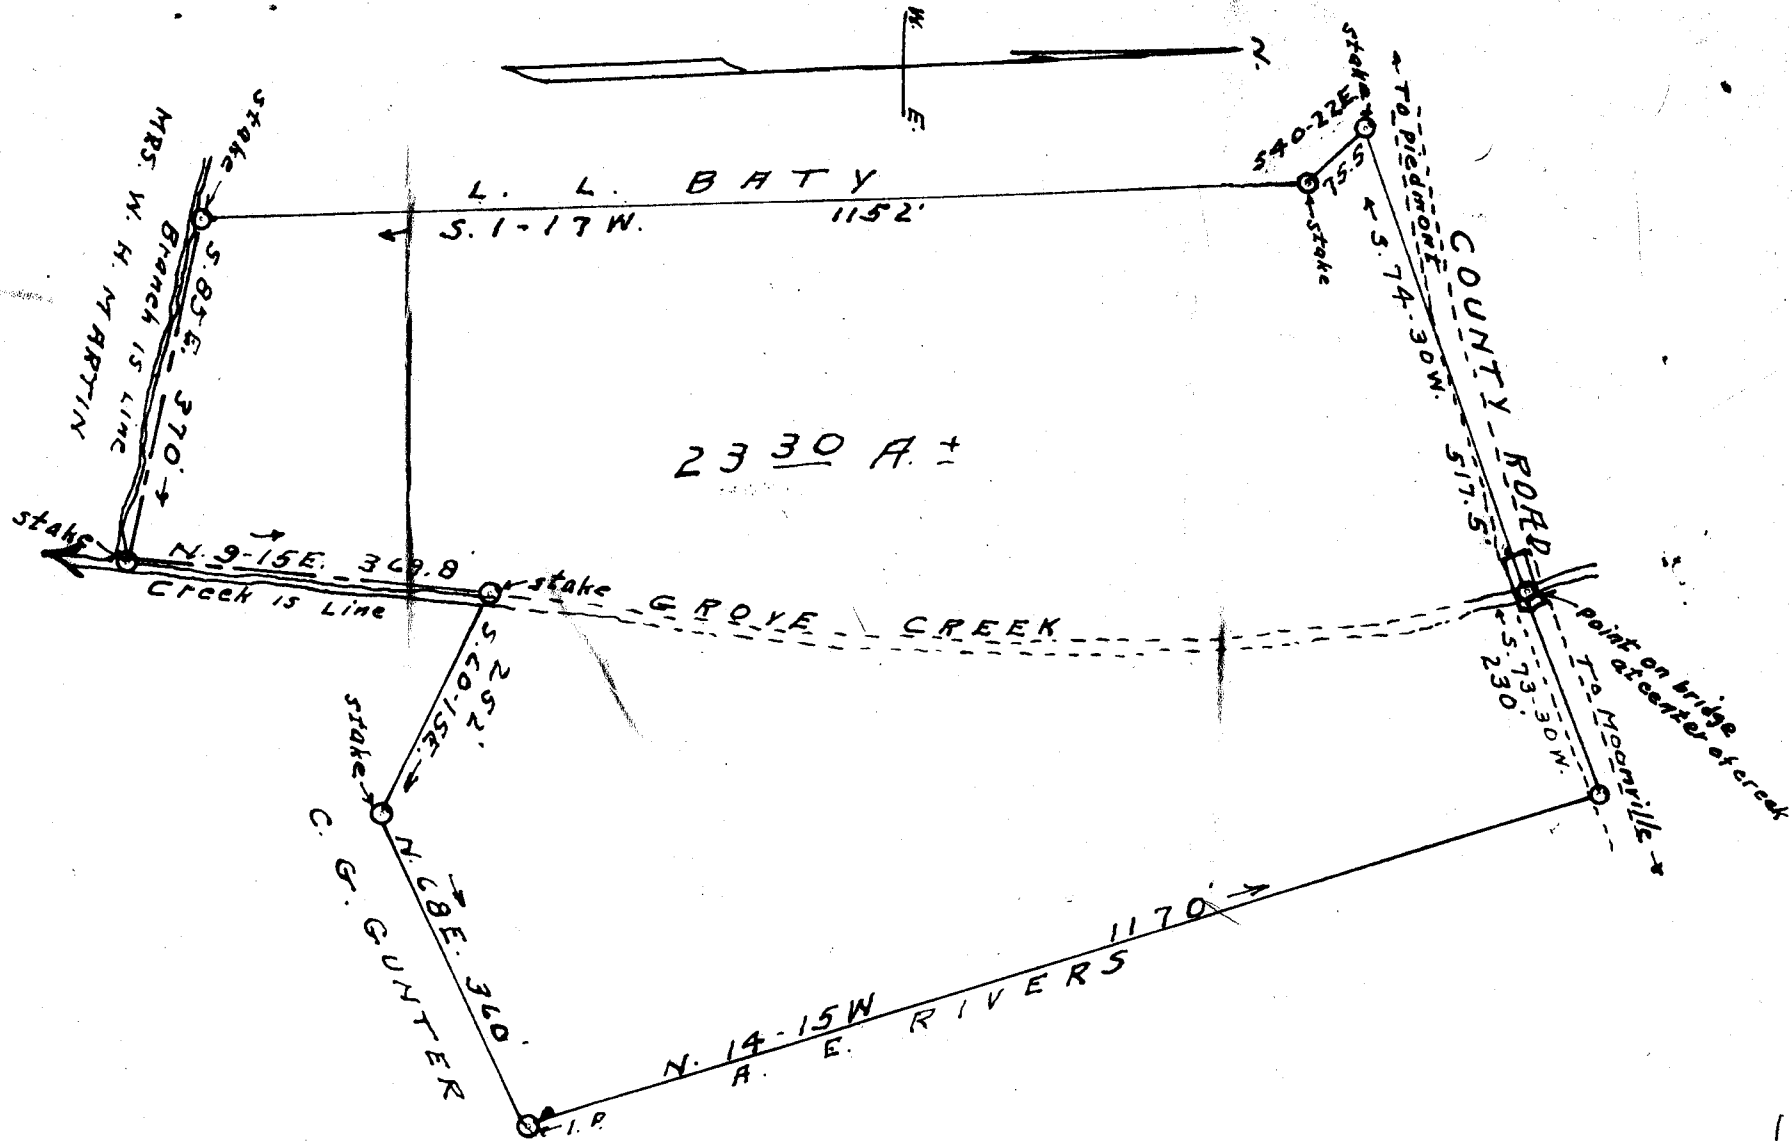 W.
N.
E.
stake
← To Piedmont
S 40-22 E
75.5
stake
MRS. W. H. MARTIN
stake
Branch is Line
S. 85 E. 370' →
L. L. BATY
← S. 1-17 W. 1152'
stake
COUNTY - ROAD
← S. 74-30 W. 517.5'
23 30 A. ±
stake
N. 9-15 E. 369.8
Creek is Line
stake
GROVE CREEK
point on bridge
at center of creek
← S. 73-30 W.
230'
To Moonville →
252'
S. 60-15 E. →
stake
C. G. GUNTER
N. 68 E. 360'
N. 14-15 W 1170' →
A. E. RIVERS
← I. P.